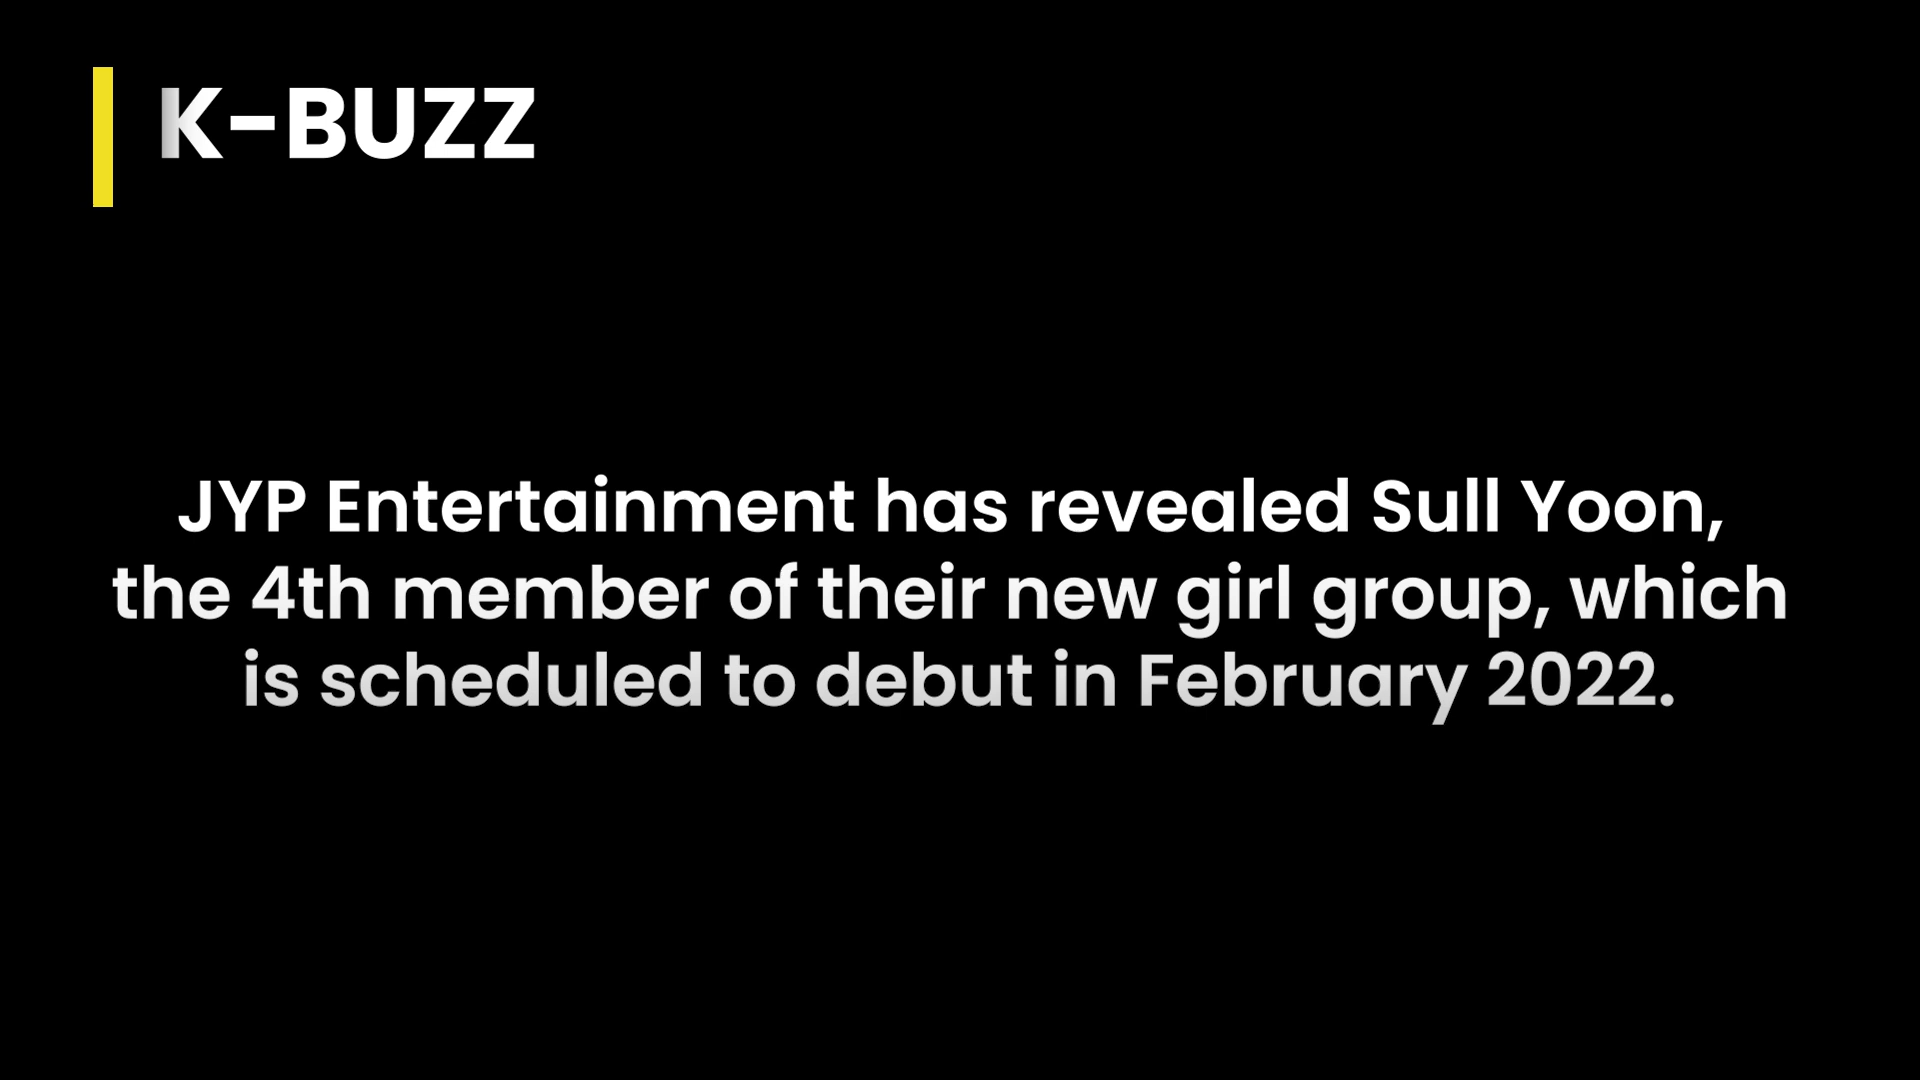 K-BUZZ
JYP Entertainment has revealed Sull Yoon,
the 4th member of their new girl group, which
is scheduled to debut in February 2022.